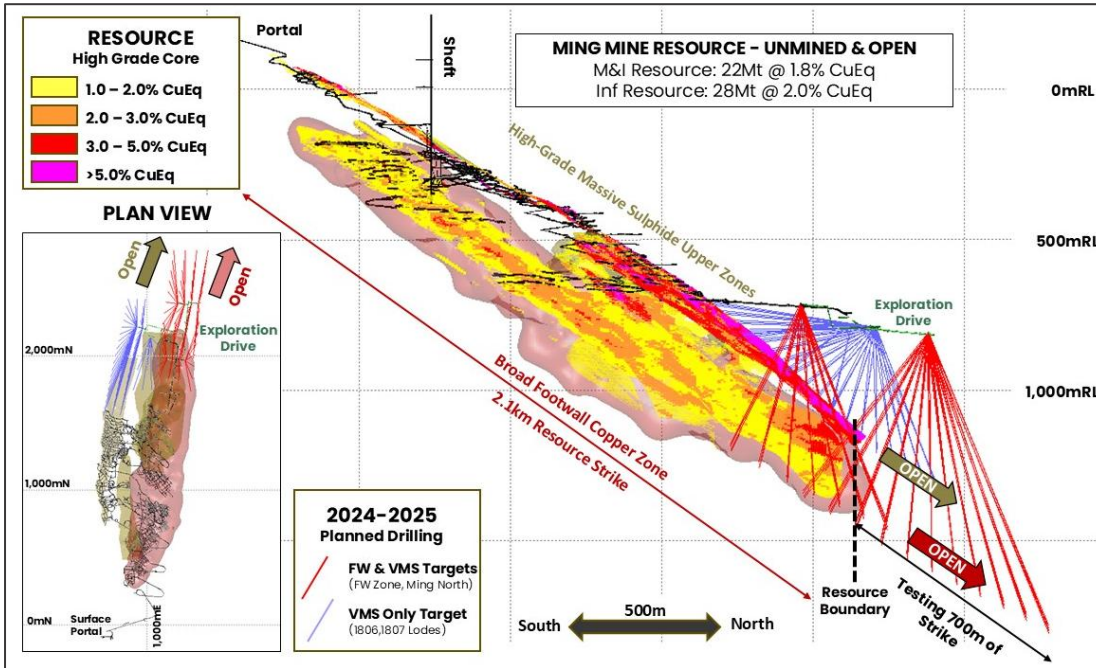 RESOURCE
High Grade Core
1.0 – 2.0% CuEq
2.0 – 3.0% CuEq
3.0 – 5.0% CuEq
>5.0% CuEq
Portal
Shaft
MING MINE RESOURCE - UNMINED & OPEN
M&I Resource: 22Mt @ 1.8% CuEq
Inf Resource: 28Mt @ 2.0% CuEq
0mRL
500mRL
1,000mRL
High-Grade Massive Sulphide Upper Zones
Exploration
Drive
Broad Footwall Copper Zone
2.1km Resource Strike
OPEN
OPEN
Resource
Boundary
Testing 700m of
Strike
500m
South
North
PLAN VIEW
Open
Open
Exploration
Drive
2,000mN
1,000mN
0mN
Surface
Portal
1,000mE
2024-2025
Planned Drilling
FW & VMS Targets
(FW Zone, Ming North)
VMS Only Target
(1806,1807 Lodes)